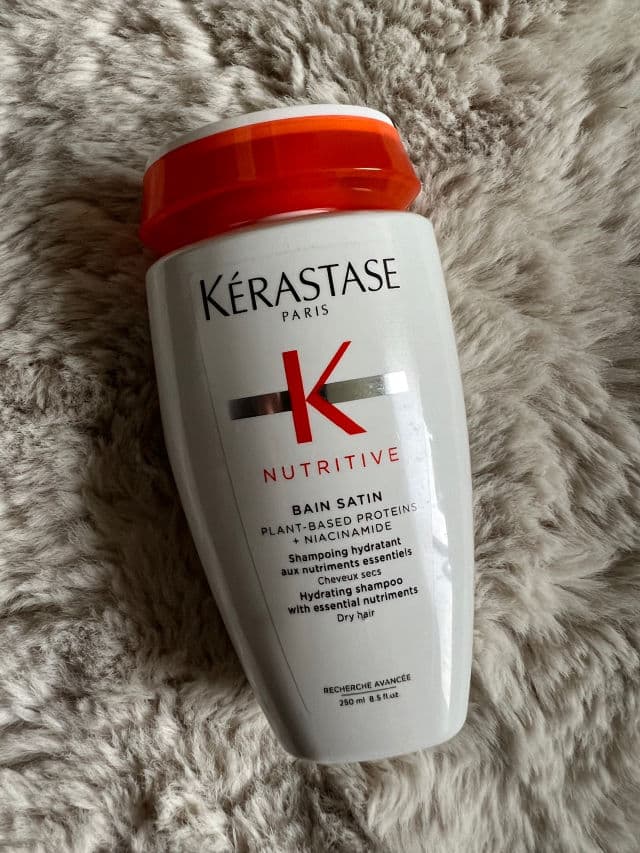 KÉRASTASE
PARIS
K
NUTRITIVE
BAIN SATIN
PLANT-BASED PROTEINS
+ NIACINAMIDE
Shampoing hydratant
aux nutriments essentiels
Cheveux secs
Hydrating shampoo
with essential nutriments
Dry hair
RECHERCHE AVANCÉE
250 ml 8.5 fl.oz